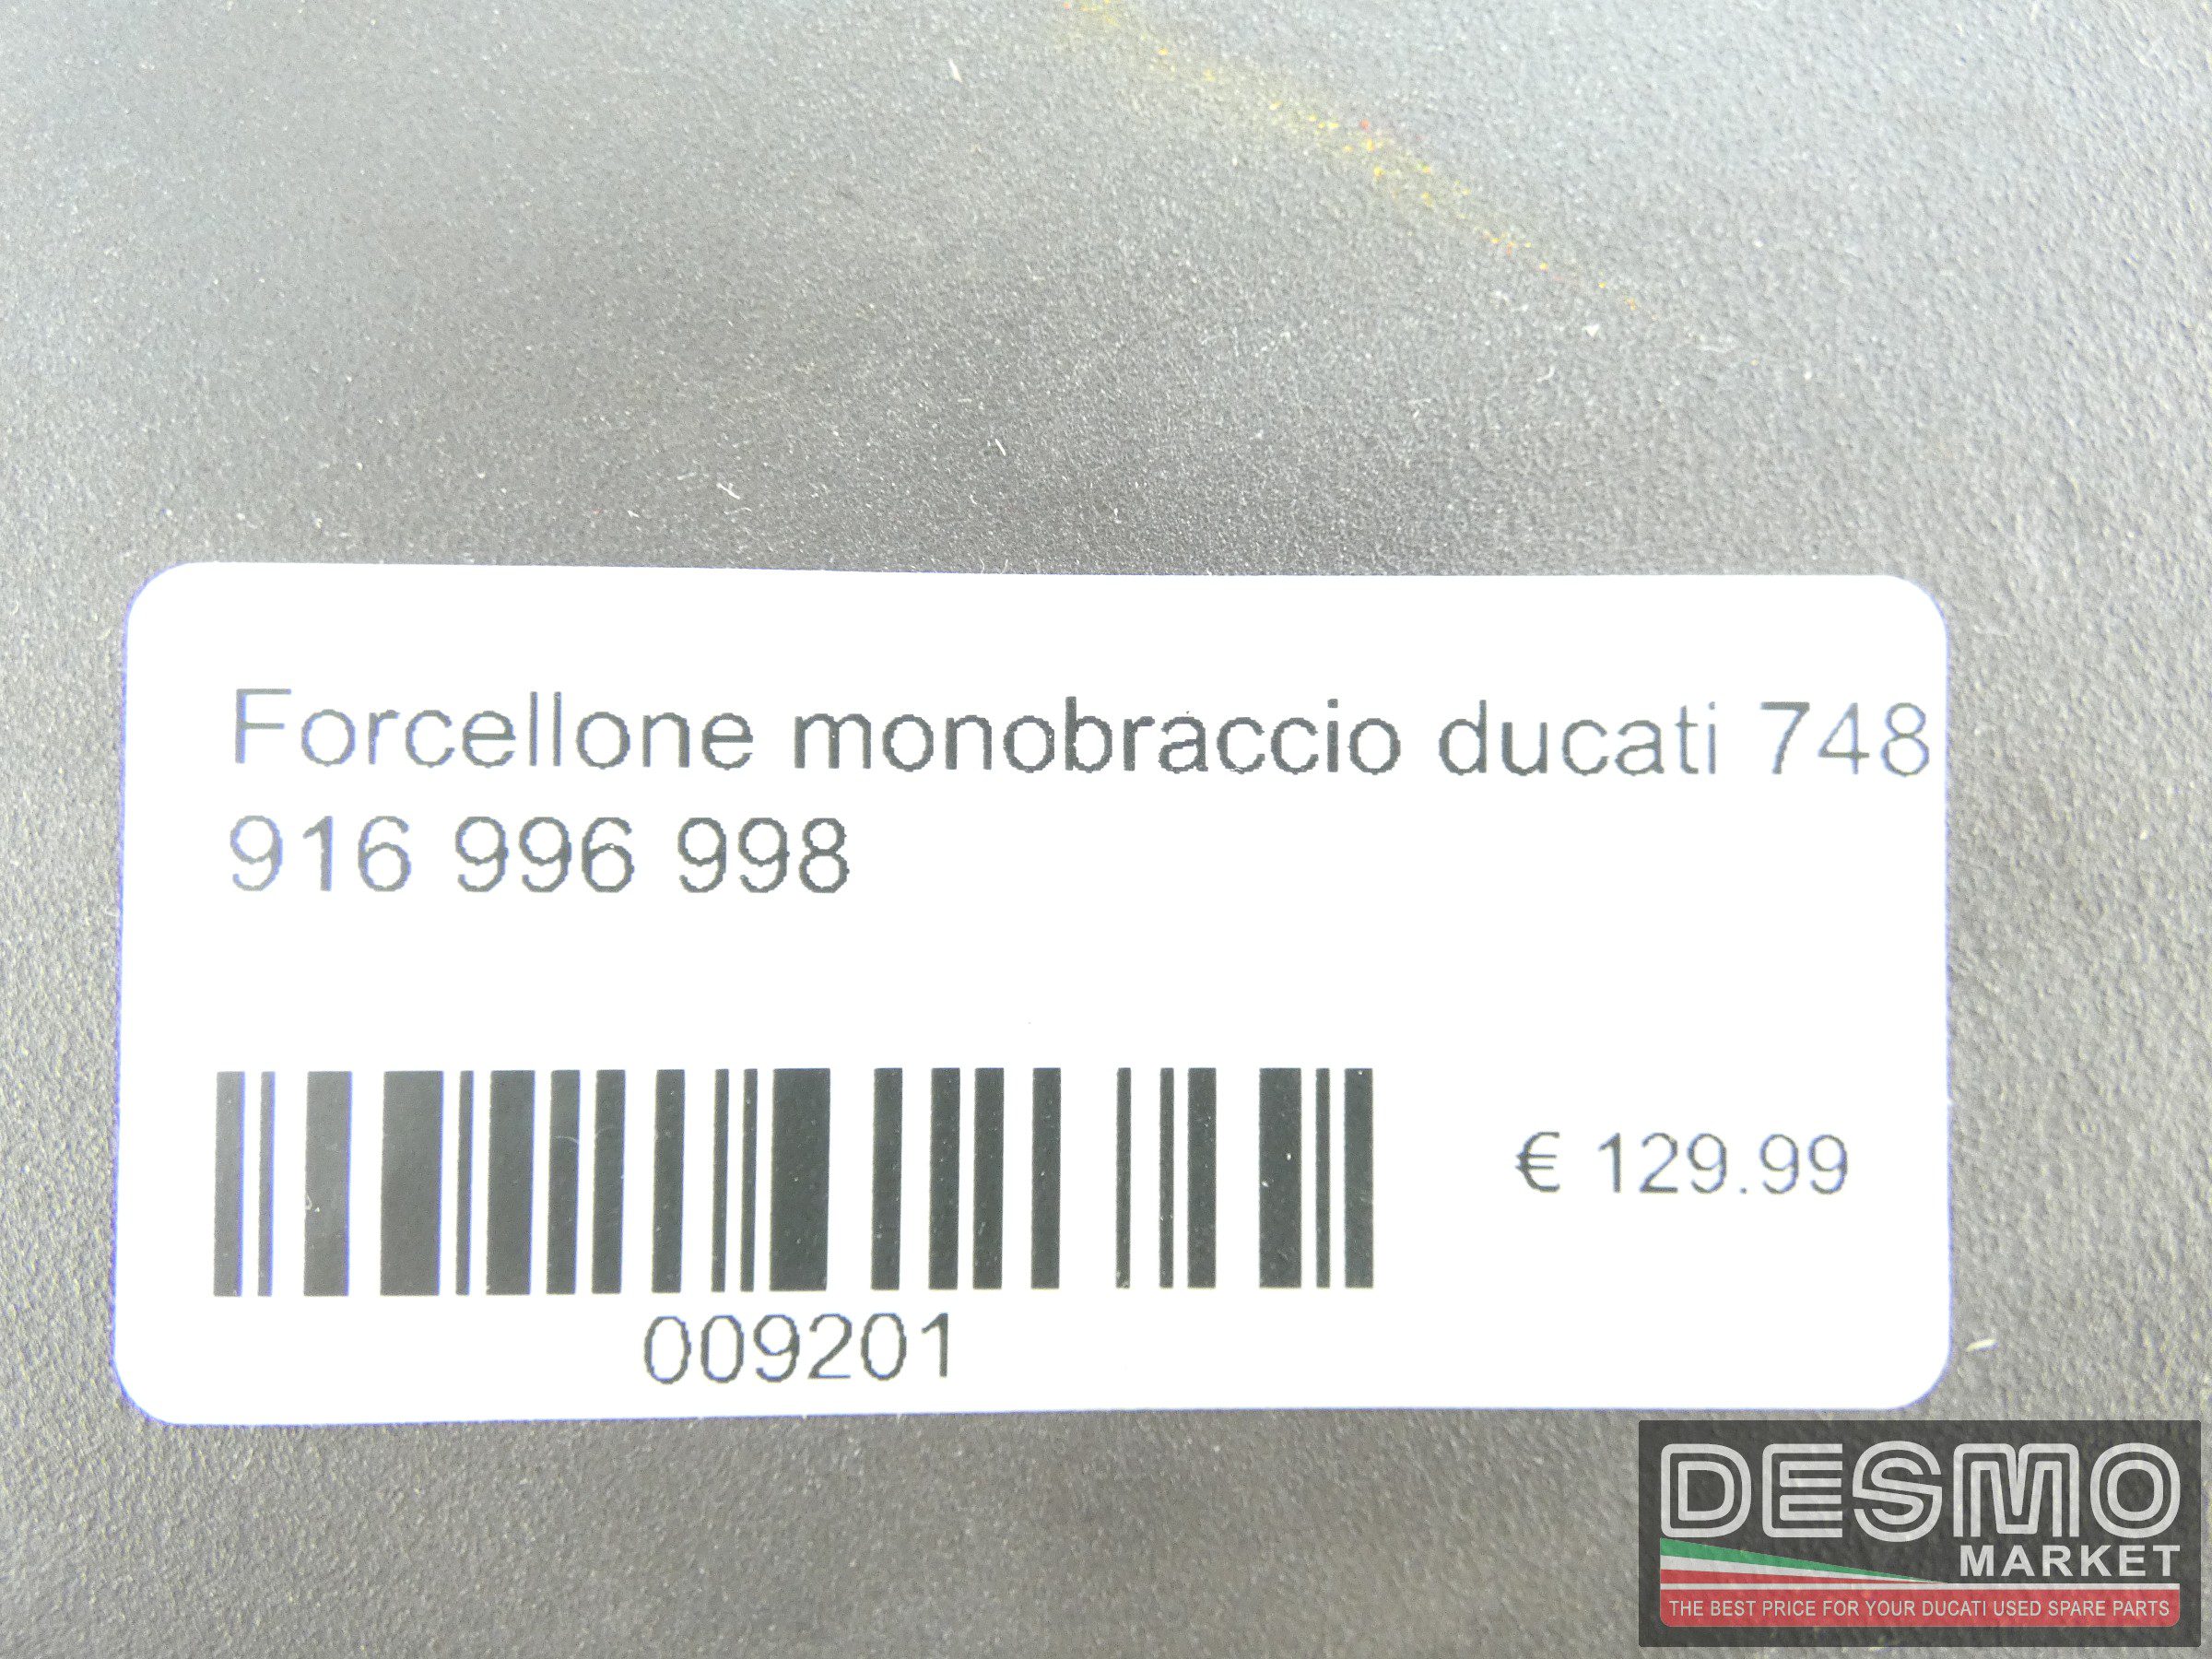 Forcellone monobraccio ducati 748
916 996 998
€ 129.99
009201
DESMO
MARKET
THE BEST PRICE FOR YOUR DUCATI USED SPARE PARTS